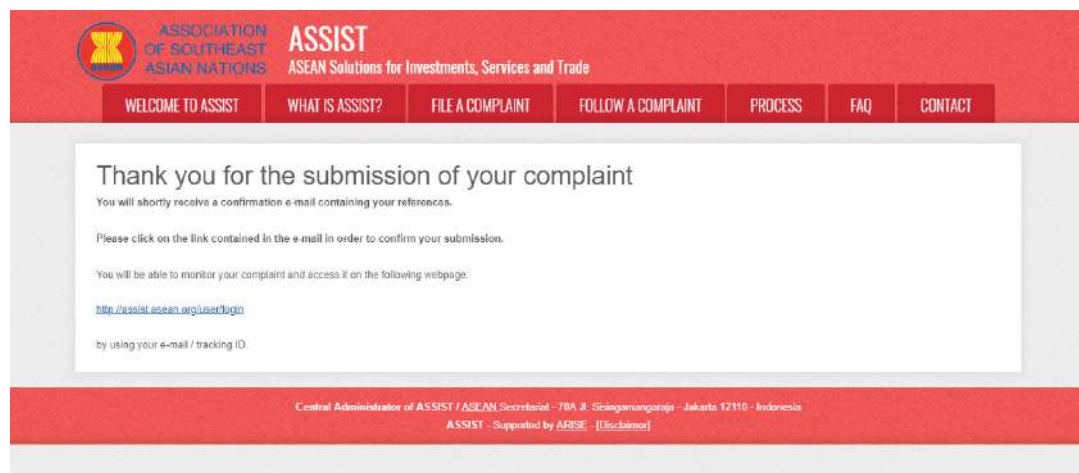 ASSOCIATION
OF SOUTHEAST
ASIAN NATIONS
asean
ASSIST
ASEAN Solutions for Investments, Services and Trade
WELCOME TO ASSIST WHAT IS ASSIST? FILE A COMPLAINT FOLLOW A COMPLAINT PROCESS FAQ CONTACT
Thank you for the submission of your complaint
You will shortly receive a confirmation e-mail containing your references.
Please click on the link contained in the e-mail in order to confirm your submission.
You will be able to monitor your complaint and access it on the following webpage:
http://assist.asean.org/user/login
by using your e-mail / tracking ID.
Central Administrator of ASSIST / ASEAN Secretariat - 70A Jl. Sisingamangaraja - Jakarta 12110 - Indonesia
ASSIST - Supported by ARISE - [Disclaimer]